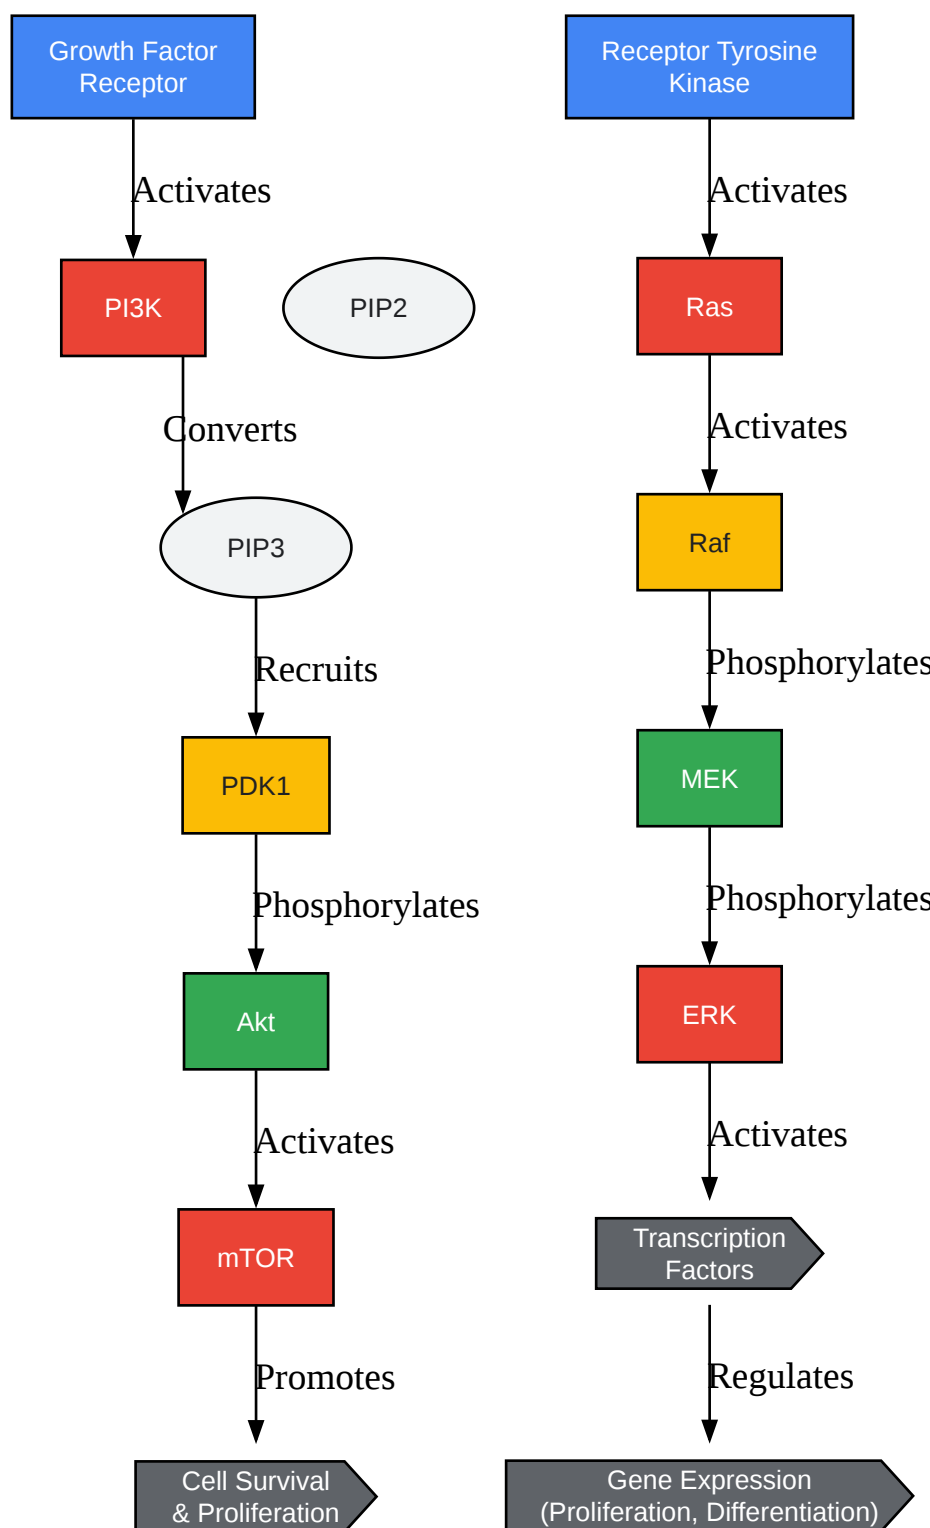 Growth Factor
Receptor
Activates
PI3K
PIP2
Converts
PIP3
Recruits
PDK1
Phosphorylates
Akt
Activates
mTOR
Promotes
Cell Survival
& Proliferation
Receptor Tyrosine
Kinase
Activates
Ras
Activates
Raf
Phosphorylates
MEK
Phosphorylates
ERK
Activates
Transcription
Factors
Regulates
Gene Expression
(Proliferation, Differentiation)